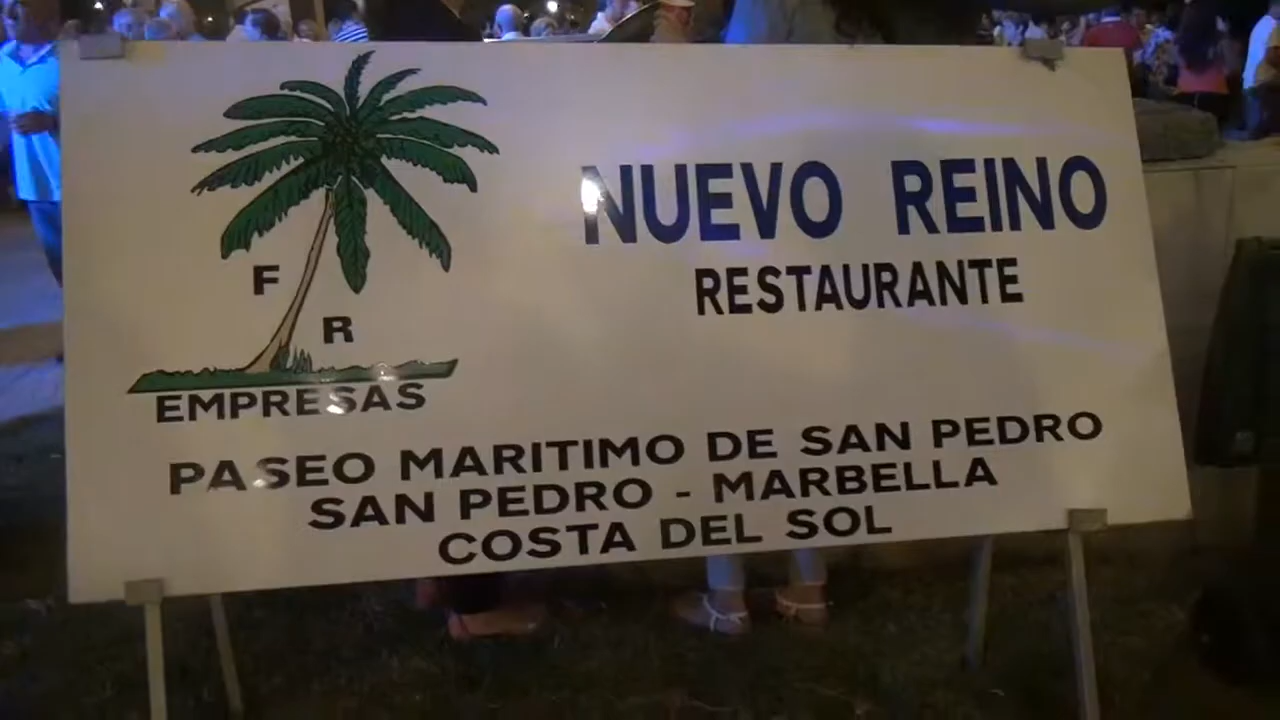 F
R
EMPRESAS
NUEVO REINO
RESTAURANTE
PASEO MARITIMO DE SAN PEDRO
SAN PEDRO - MARBELLA
COSTA DEL SOL